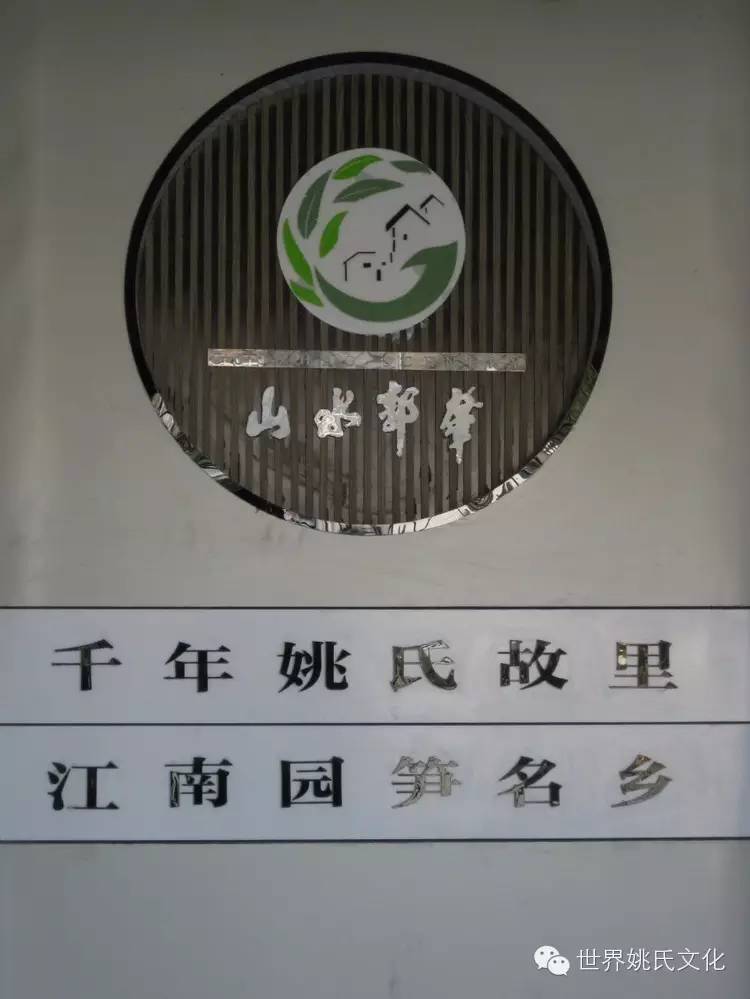 山水郭肇
千年姚氏故里
江南园笋名乡
世界姚氏文化